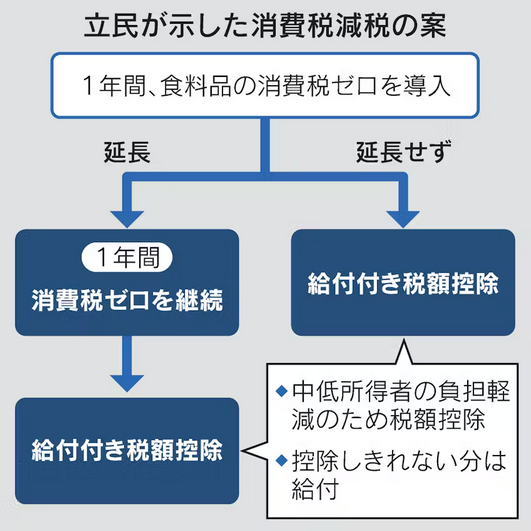 立民が示した消費税減税の案
１年間、食料品の消費税ゼロを導入
延長
延長せず
１年間
消費税ゼロを継続
給付付き税額控除
給付付き税額控除
◆中低所得者の負担軽
減のため税額控除
◆控除しきれない分は
給付